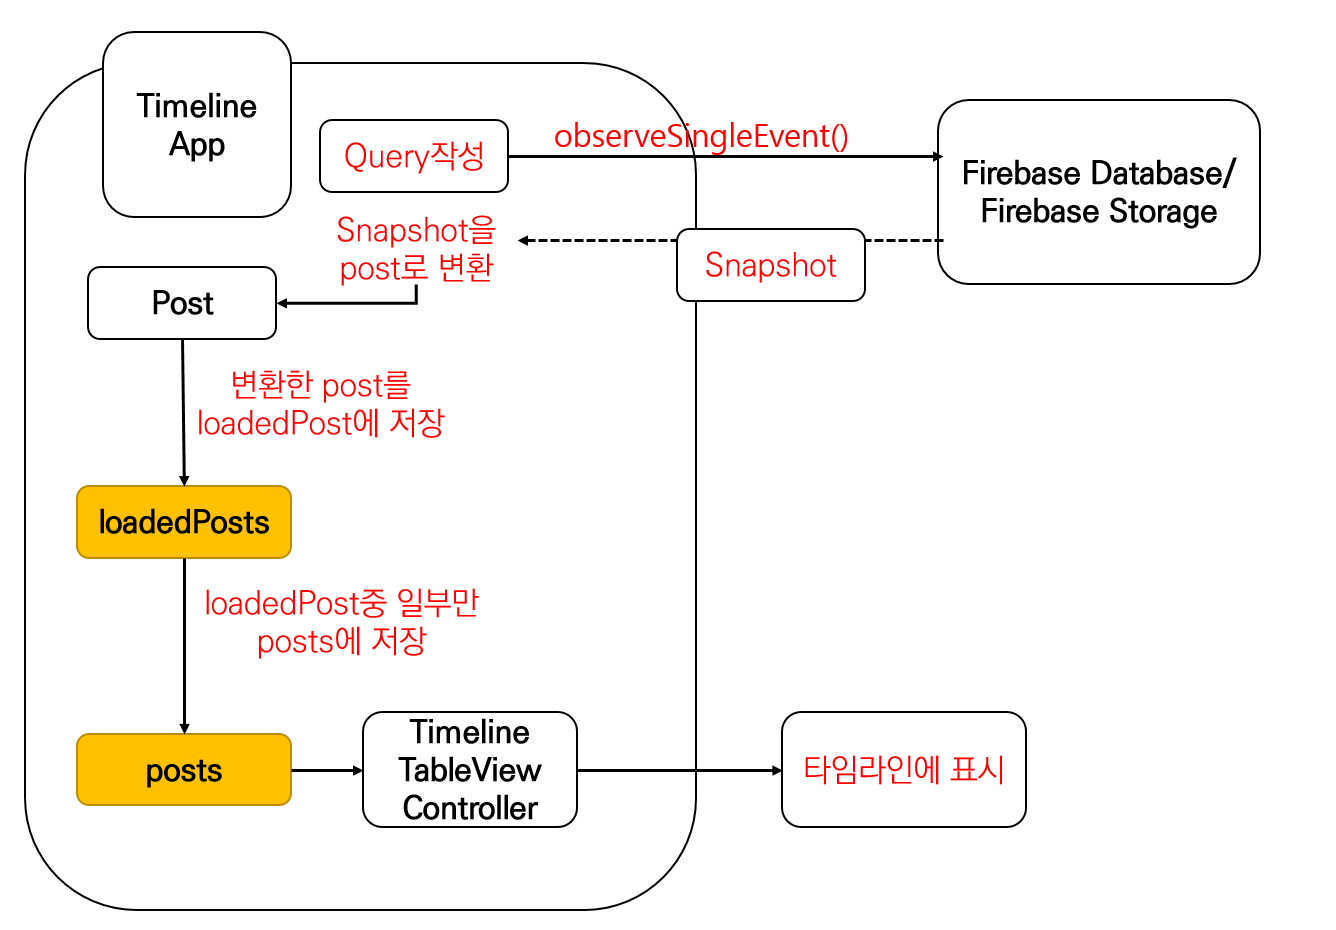 Timeline
App
Query작성
observeSingleEvent()
Firebase Database/
Firebase Storage
Snapshot을
post로 변환
Snapshot
Post
변환한 post를
loadedPost에 저장
loadedPosts
loadedPost중 일부만
posts에 저장
posts
Timeline
TableView
Controller
타임라인에 표시